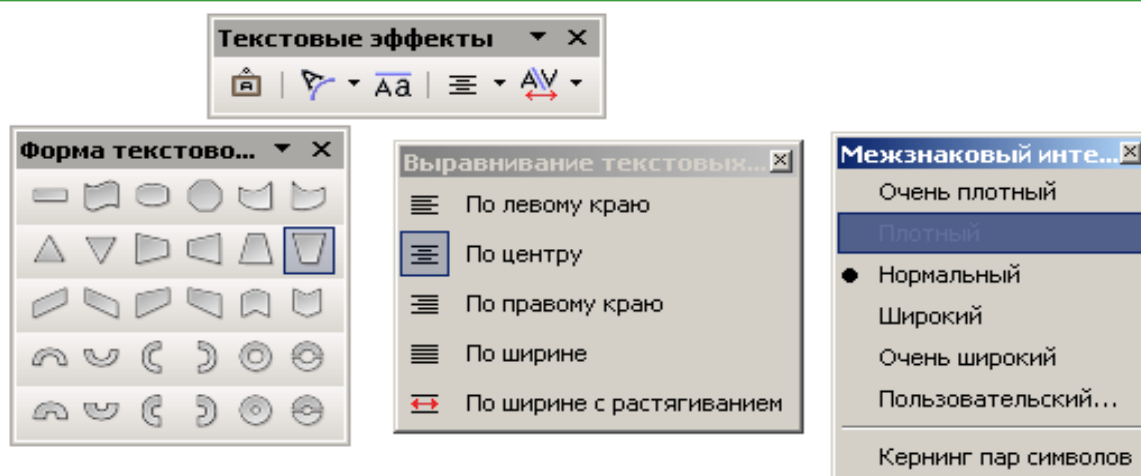 Текстовые эффекты
Форма текстово...
Выравнивание текстовых...
По левому краю
По центру
По правому краю
По ширине
По ширине с растягиванием
Межзнаковый инте...
Очень плотный
Плотный
Нормальный
Широкий
Очень широкий
Пользовательский...
Кернинг пар символов